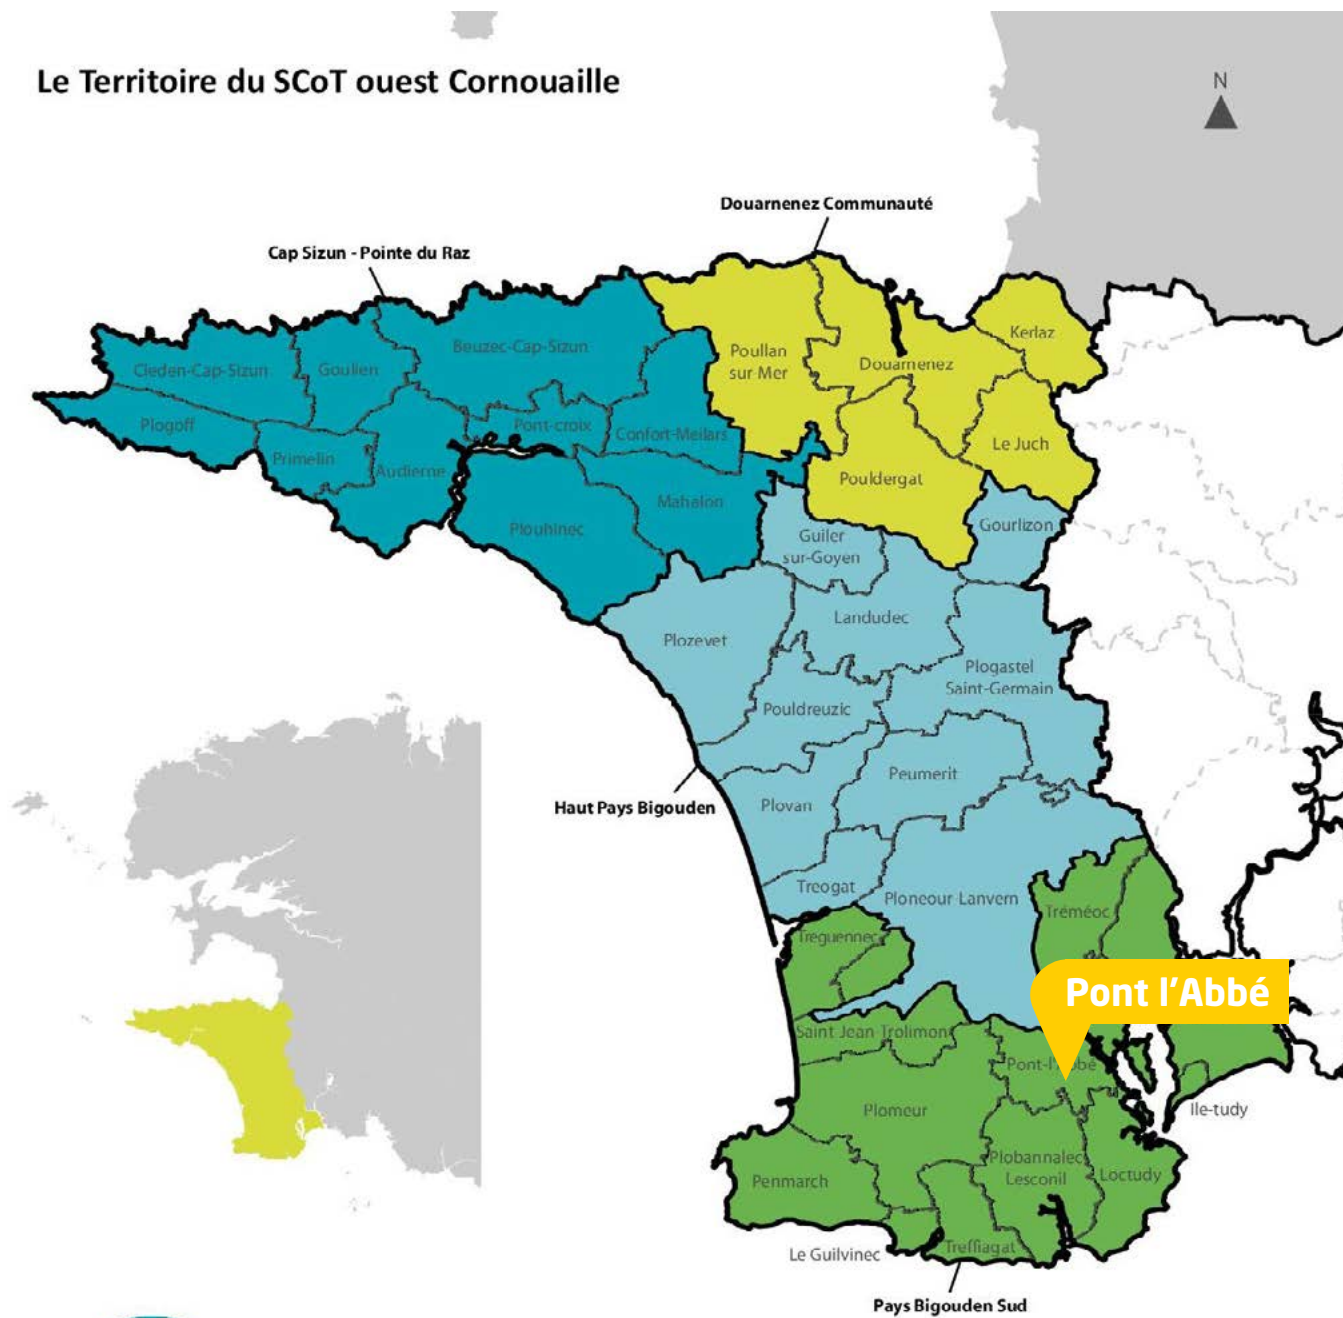 Le Territoire du SCoT ouest Cornouaille
N
Douarnenez Communauté
Cap Sizun - Pointe du Raz
Kerlaz
Beuzec-Cap-Sizun
Poullan
sur-Mer
Douarnenez
Cleden-Cap-Sizun
Goulien
Plogoff
Pont-croix
Confort-Meilars
Le Juch
Primelin
Audierne
Pouldergat
Mahalon
Plouhinec
Gourlizon
Guiler
sur-Goyen
Landudec
Plozevet
Plogastel
Saint-Germain
Pouldreuzic
Peumerit
Haut Pays Bigouden
Plovan
Treogat
Ploneour-Lanvern
Tréméoc
Treguennec
Pont l'Abbé
Saint Jean-Trolimon
Pont-l'Abbé
Plomeur
Ile-tudy
Plobannalec
Lesconil
Loctudy
Penmarch
Treffiagat
Le Guilvinec
Pays Bigouden Sud